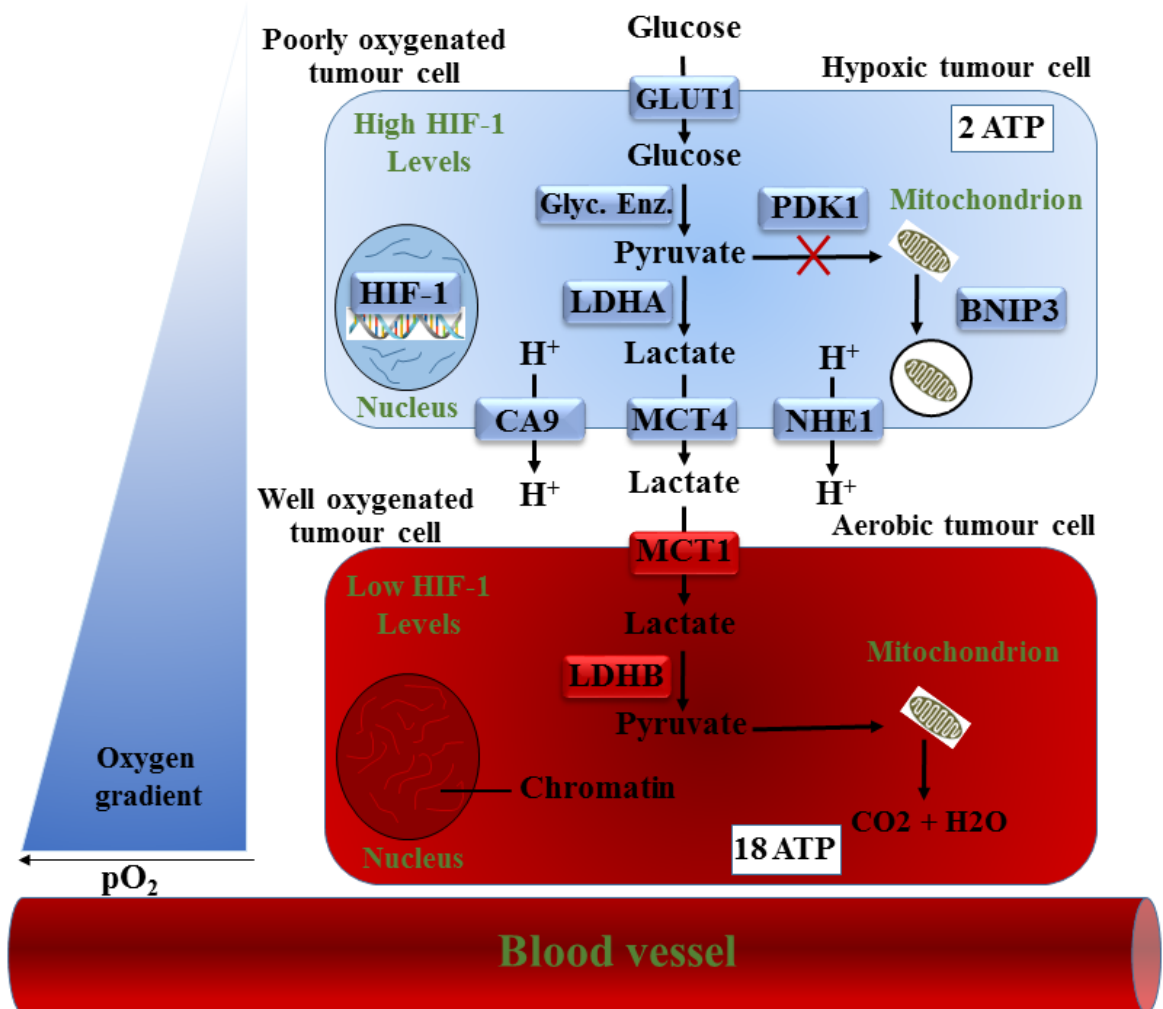 Glucose
Poorly oxygenated
tumour cell
Hypoxic tumour cell
GLUT1
High HIF-1
Levels
2 ATP
Glucose
Glyc. Enz.
PDK1
Mitochondrion
Pyruvate
HIF-1
LDHA
BNIP3
H⁺
Lactate
H⁺
Nucleus
CA9
MCT4
NHE1
H⁺
Lactate
H⁺
Well oxygenated
tumour cell
Aerobic tumour cell
MCT1
Low HIF-1
Levels
Lactate
Mitochondrion
LDHB
Pyruvate
Oxygen
gradient
Chromatin
CO2 + H2O
Nucleus
18 ATP
pO₂
Blood vessel